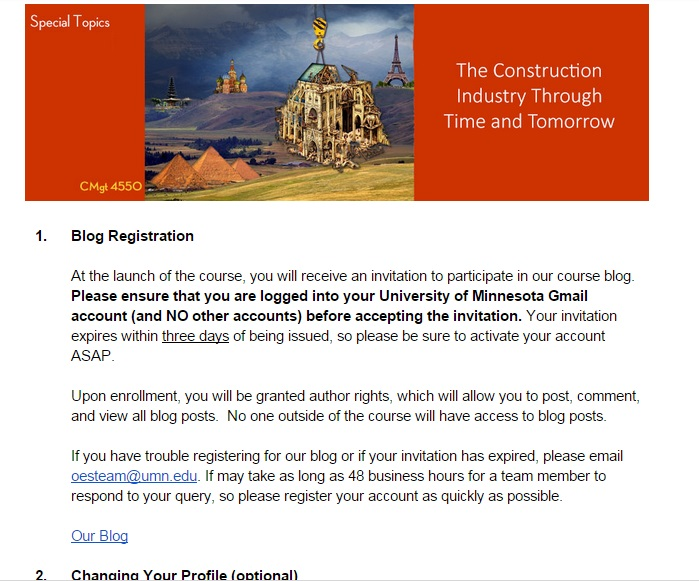 Special Topics
The Construction
Industry Through
Time and Tomorrow
CMgt 4550
1. Blog Registration
At the launch of the course, you will receive an invitation to participate in our course blog.
Please ensure that you are logged into your University of Minnesota Gmail
account (and NO other accounts) before accepting the invitation. Your invitation
expires within three days of being issued, so please be sure to activate your account
ASAP.
Upon enrollment, you will be granted author rights, which will allow you to post, comment,
and view all blog posts. No one outside of the course will have access to blog posts.
If you have trouble registering for our blog or if your invitation has expired, please email
oesteam@umn.edu. If may take as long as 48 business hours for a team member to
respond to your query, so please register your account as quickly as possible.
Our Blog
2. Changing Your Profile (optional)